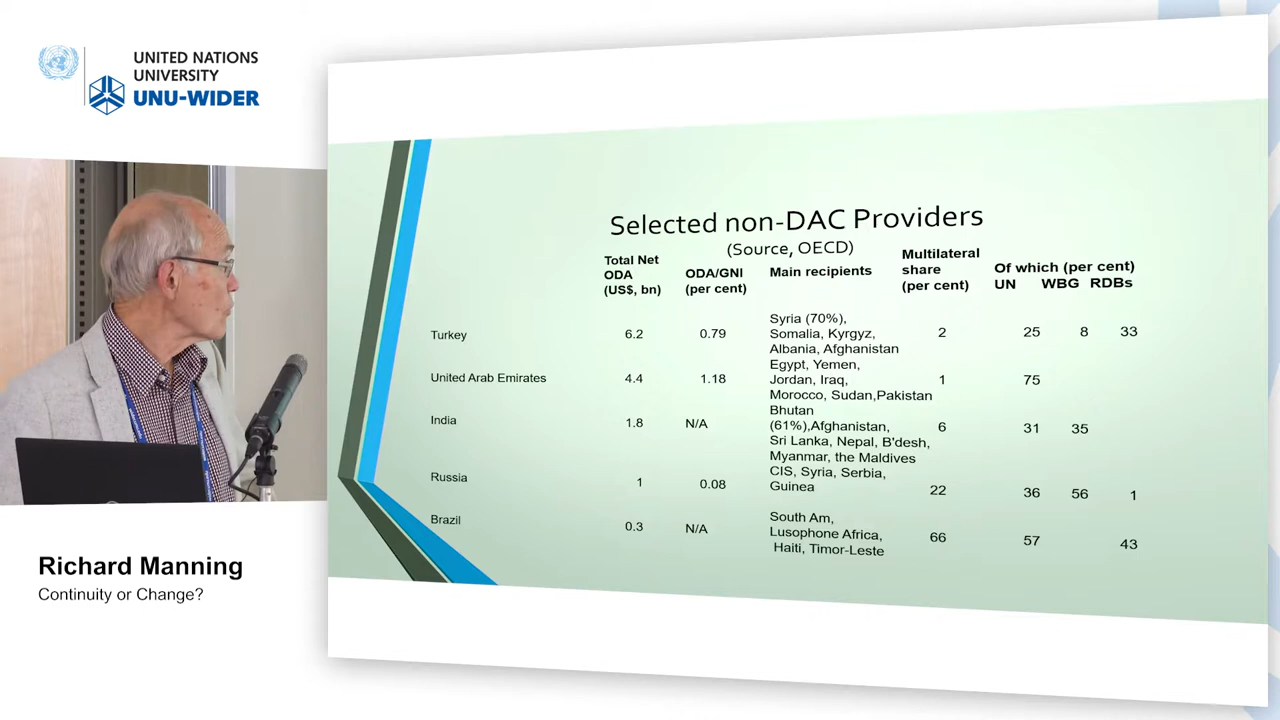 UNITED NATIONS
UNIVERSITY
UNU-WIDER
Selected non-DAC Providers
(Source, OECD)
Total Net
ODA
(US$, bn)
ODA/GNI
(per cent)
Main recipients
Multilateral
share
(per cent)
Of which (per cent)
UN WBG RDBs
Turkey 6.2 0.79
Syria (70%),
Somalia, Kyrgyz,
Albania, Afghanistan
2 25 8 33
United Arab Emirates 4.4 1.18
Egypt, Yemen,
Jordan, Iraq,
Morocco, Sudan,Pakistan
1 75
India 1.8 N/A
Bhutan
(61%),Afghanistan,
Sri Lanka, Nepal, B'desh,
Myanmar, the Maldives
6 31 35
Russia 1 0.08
CIS, Syria, Serbia,
Guinea
22 36 56 1
Brazil 0.3 N/A
South Am,
Lusophone Africa,
Haiti, Timor-Leste
66 57 43
Richard Manning
Continuity or Change?